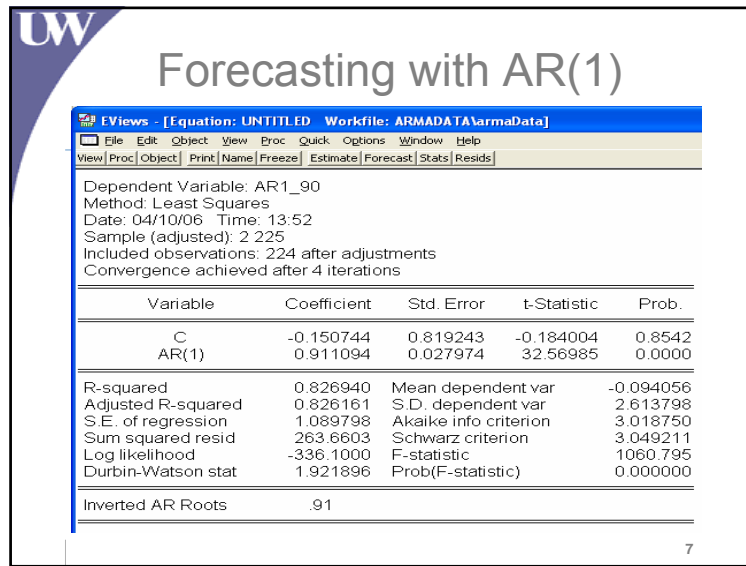 UW
Forecasting with AR(1)
EViews - [Equation: UNTITLED Workfile: ARMADATA\armaData]
File Edit Object View Proc Quick Options Window Help
View Proc Object Print Name Freeze Estimate Forecast Stats Resids
Dependent Variable: AR1_90
Method: Least Squares
Date: 04/10/06 Time: 13:52
Sample (adjusted): 2 225
Included observations: 224 after adjustments
Convergence achieved after 4 iterations
Variable Coefficient Std. Error t-Statistic Prob.
C -0.150744 0.819243 -0.184004 0.8542
AR(1) 0.911094 0.027974 32.56985 0.0000
R-squared 0.826940 Mean dependent var -0.094056
Adjusted R-squared 0.826161 S.D. dependent var 2.613798
S.E. of regression 1.089798 Akaike info criterion 3.018750
Sum squared resid 263.6603 Schwarz criterion 3.049211
Log likelihood -336.1000 F-statistic 1060.795
Durbin-Watson stat 1.921896 Prob(F-statistic) 0.000000
Inverted AR Roots .91
7